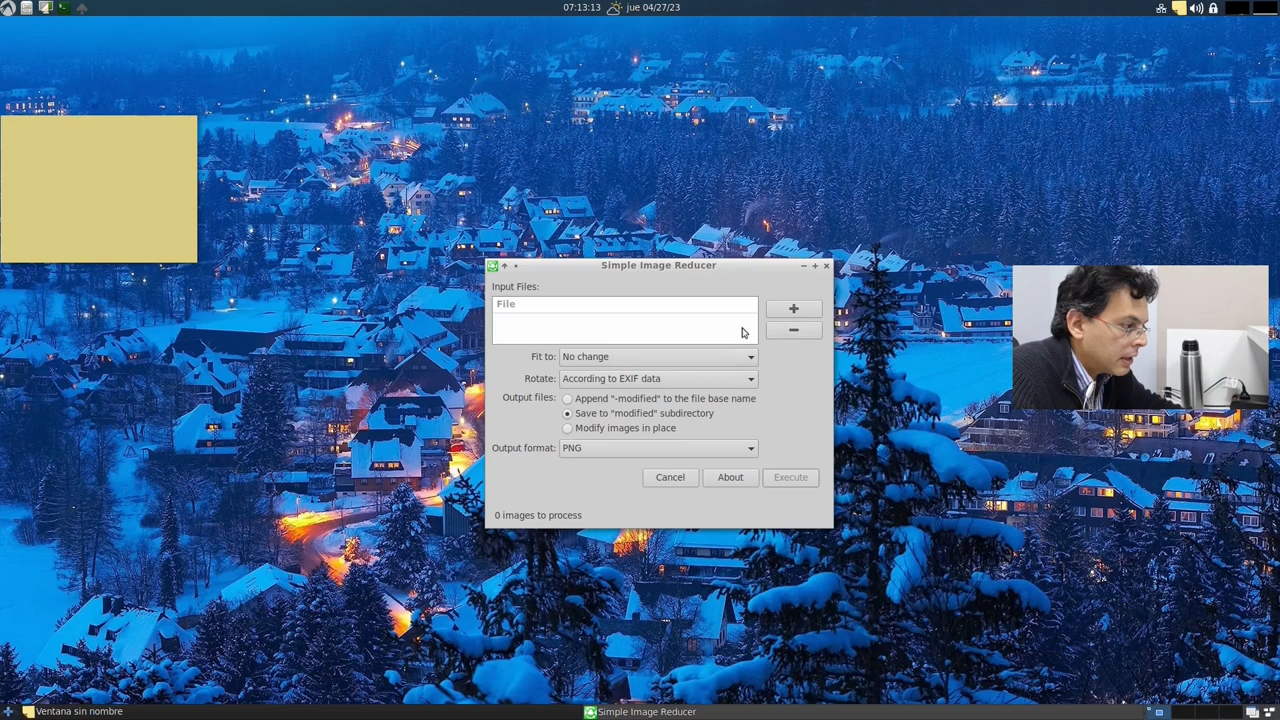 07:13:13
jue 04/27/23
Simple Image Reducer
Input Files:
File
Fit to:
No change
Rotate:
According to EXIF data
Output files:
Append "-modified" to the file base name
Save to "modified" subdirectory
Modify images in place
Output format:
PNG
Cancel
About
Execute
0 images to process
Ventana sin nombre
Simple Image Reducer